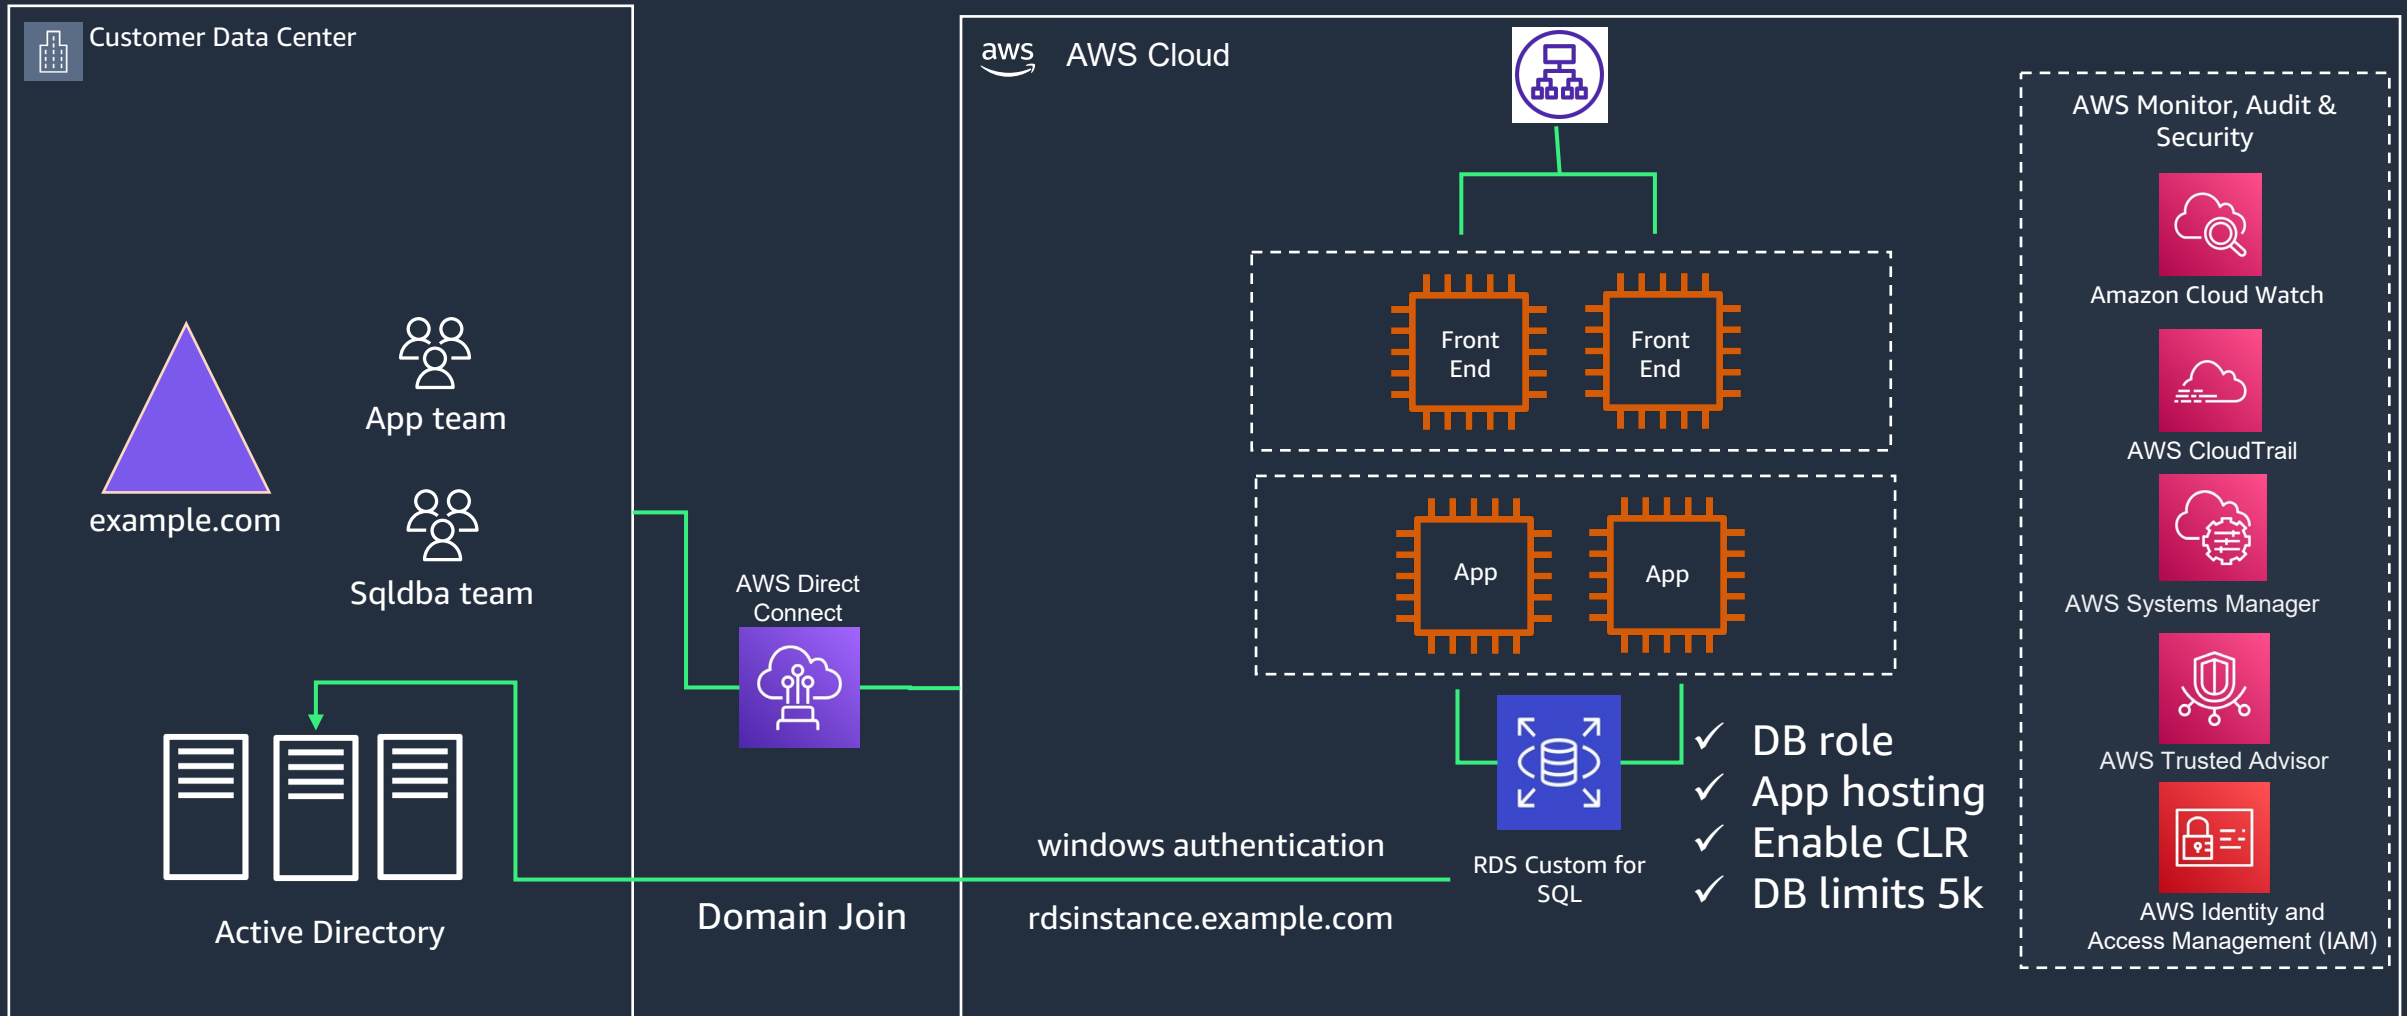 Customer Data Center
example.com
App team
Sqldba team
Active Directory
AWS Direct
Connect
Domain Join
aws
AWS Cloud
Front
End
Front
End
App
App
windows authentication
rdsinstance.example.com
RDS Custom for
SQL
✓ DB role
✓ App hosting
✓ Enable CLR
✓ DB limits 5k
AWS Monitor, Audit &
Security
Amazon Cloud Watch
AWS CloudTrail
AWS Systems Manager
AWS Trusted Advisor
AWS Identity and
Access Management (IAM)